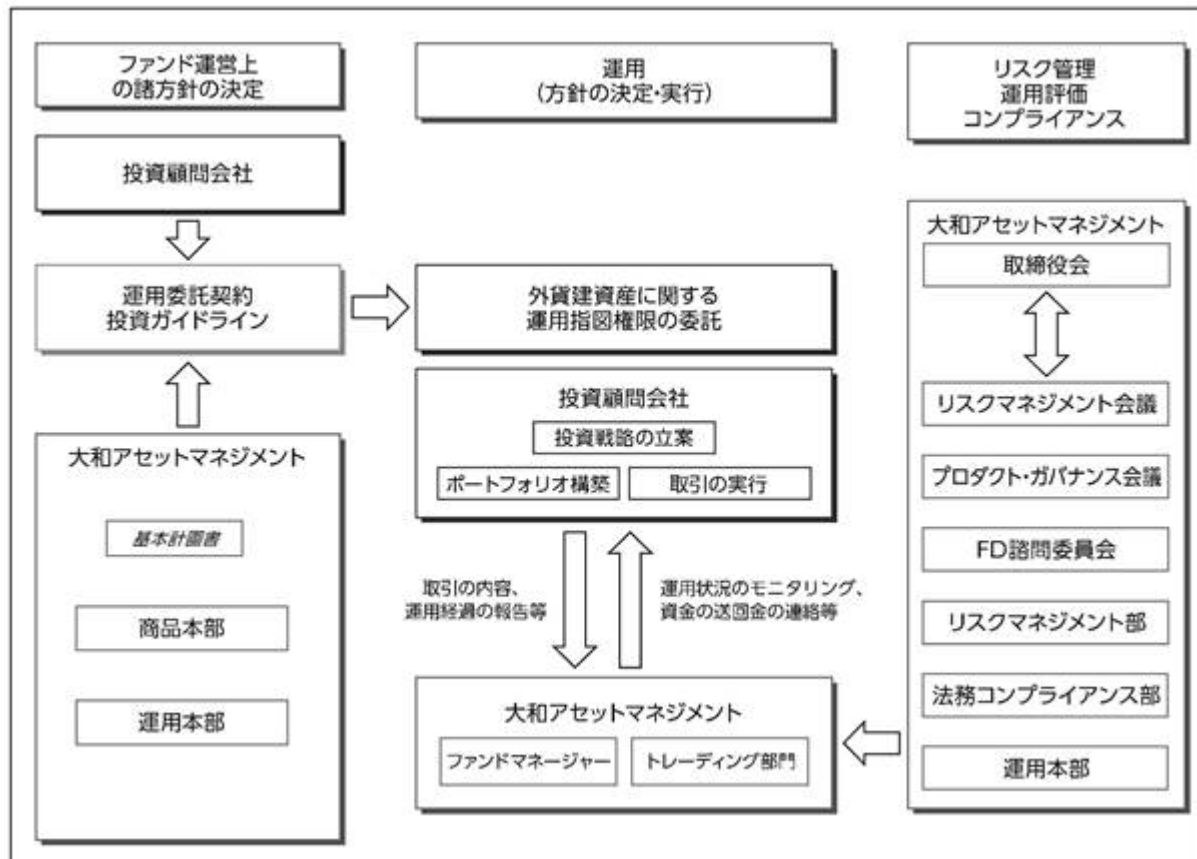 ファンド運営上
の諸方針の決定
運用
(方針の決定・実行)
リスク管理
運用評価
コンプライアンス
投資顧問会社
運用委託契約
投資ガイドライン
外貨建資産に関する
運用指図権限の委託
大和アセットマネジメント
基本計画書
商品本部
運用本部
投資顧問会社
投資戦略の立案
ポートフォリオ構築
取引の実行
取引の内容、
運用経過の報告等
運用状況のモニタリング、
資金の送回金の連絡等
大和アセットマネジメント
ファンドマネージャー
トレーディング部門
大和アセットマネジメント
取締役会
リスクマネジメント会議
プロダクト・ガバナンス会議
FD諮問委員会
リスクマネジメント部
法務コンプライアンス部
運用本部